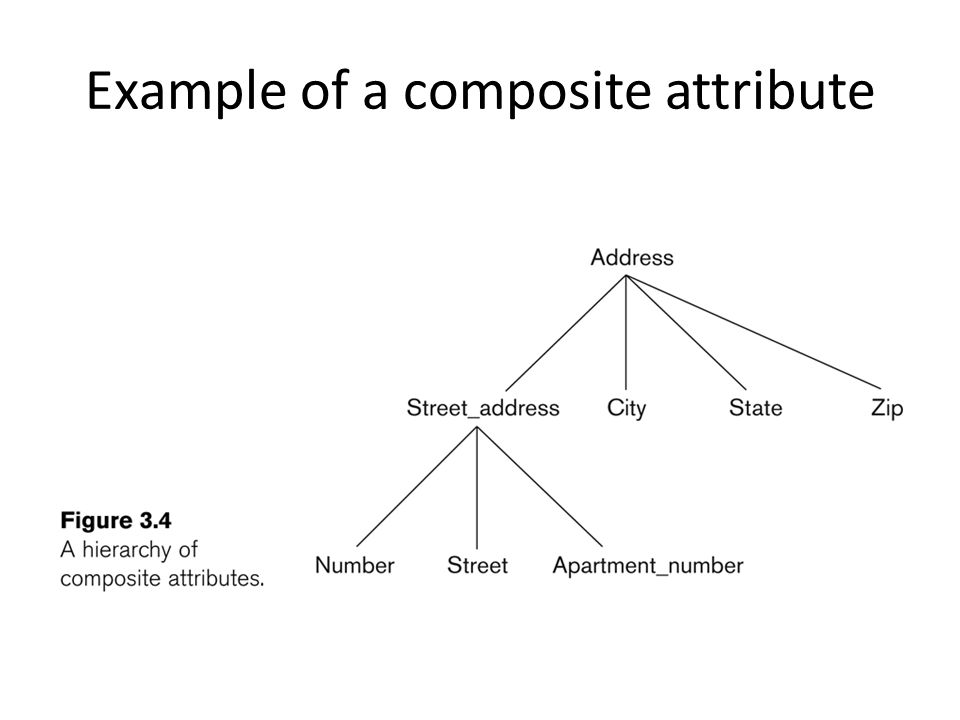 Example of a composite attribute
Address
Street_address City State Zip
Number Street Apartment_number
Figure 3.4
A hierarchy of
composite attributes.